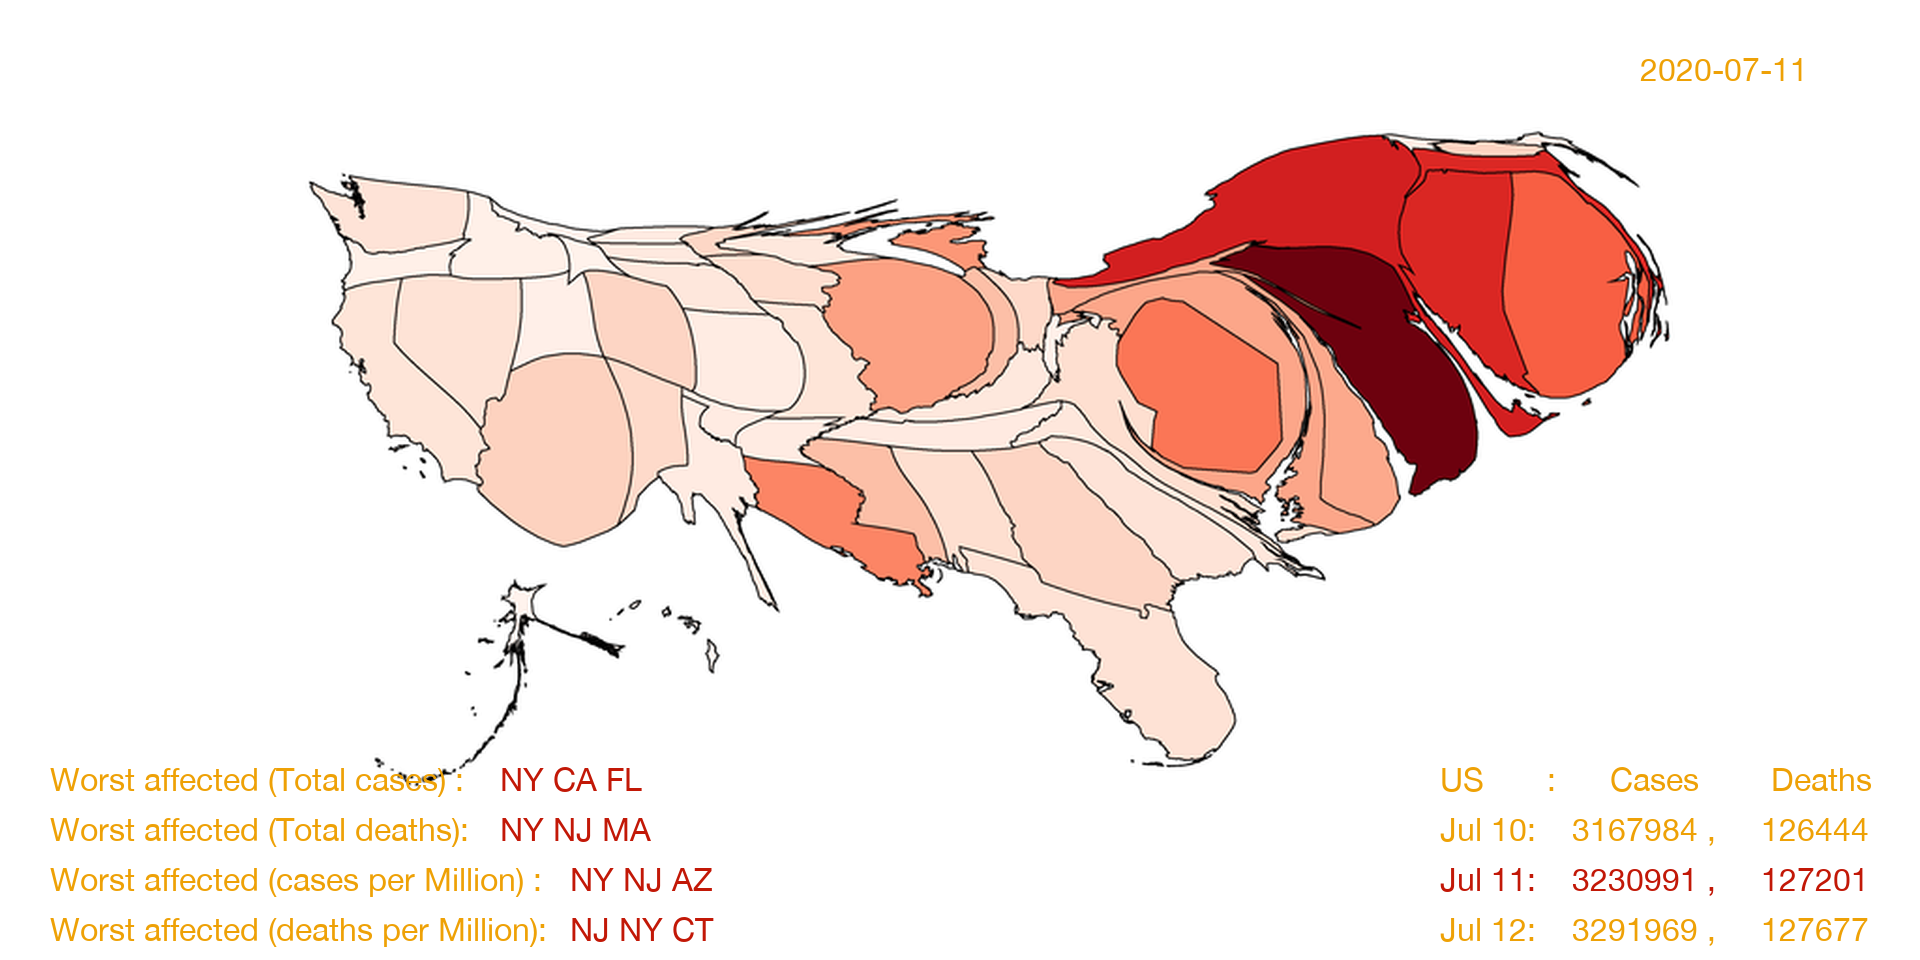 2020-07-11
Worst affected (Total cases) : NY CA FL
Worst affected (Total deaths): NY NJ MA
Worst affected (cases per Million) : NY NJ AZ
Worst affected (deaths per Million): NJ NY CT
US : Cases Deaths
Jul 10: 3167984 , 126444
Jul 11: 3230991 , 127201
Jul 12: 3291969 , 127677